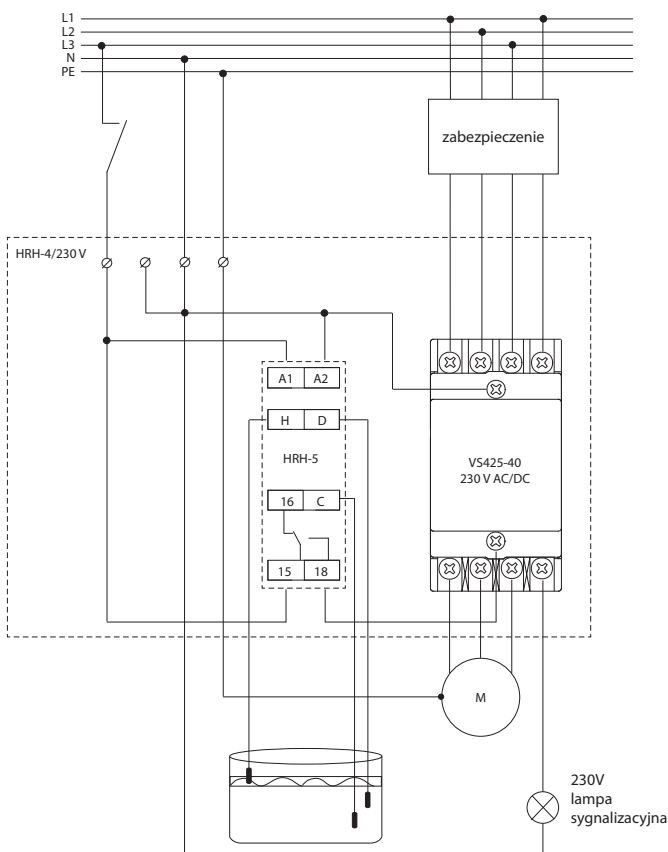 L1
L2
L3
N
PE
zabezpieczenie
HRH-4/230 V
A1 A2
H D
HRH-5
16 C
15 18
VS425-40
230 V AC/DC
M
230V
lampa
sygnalizacyjna